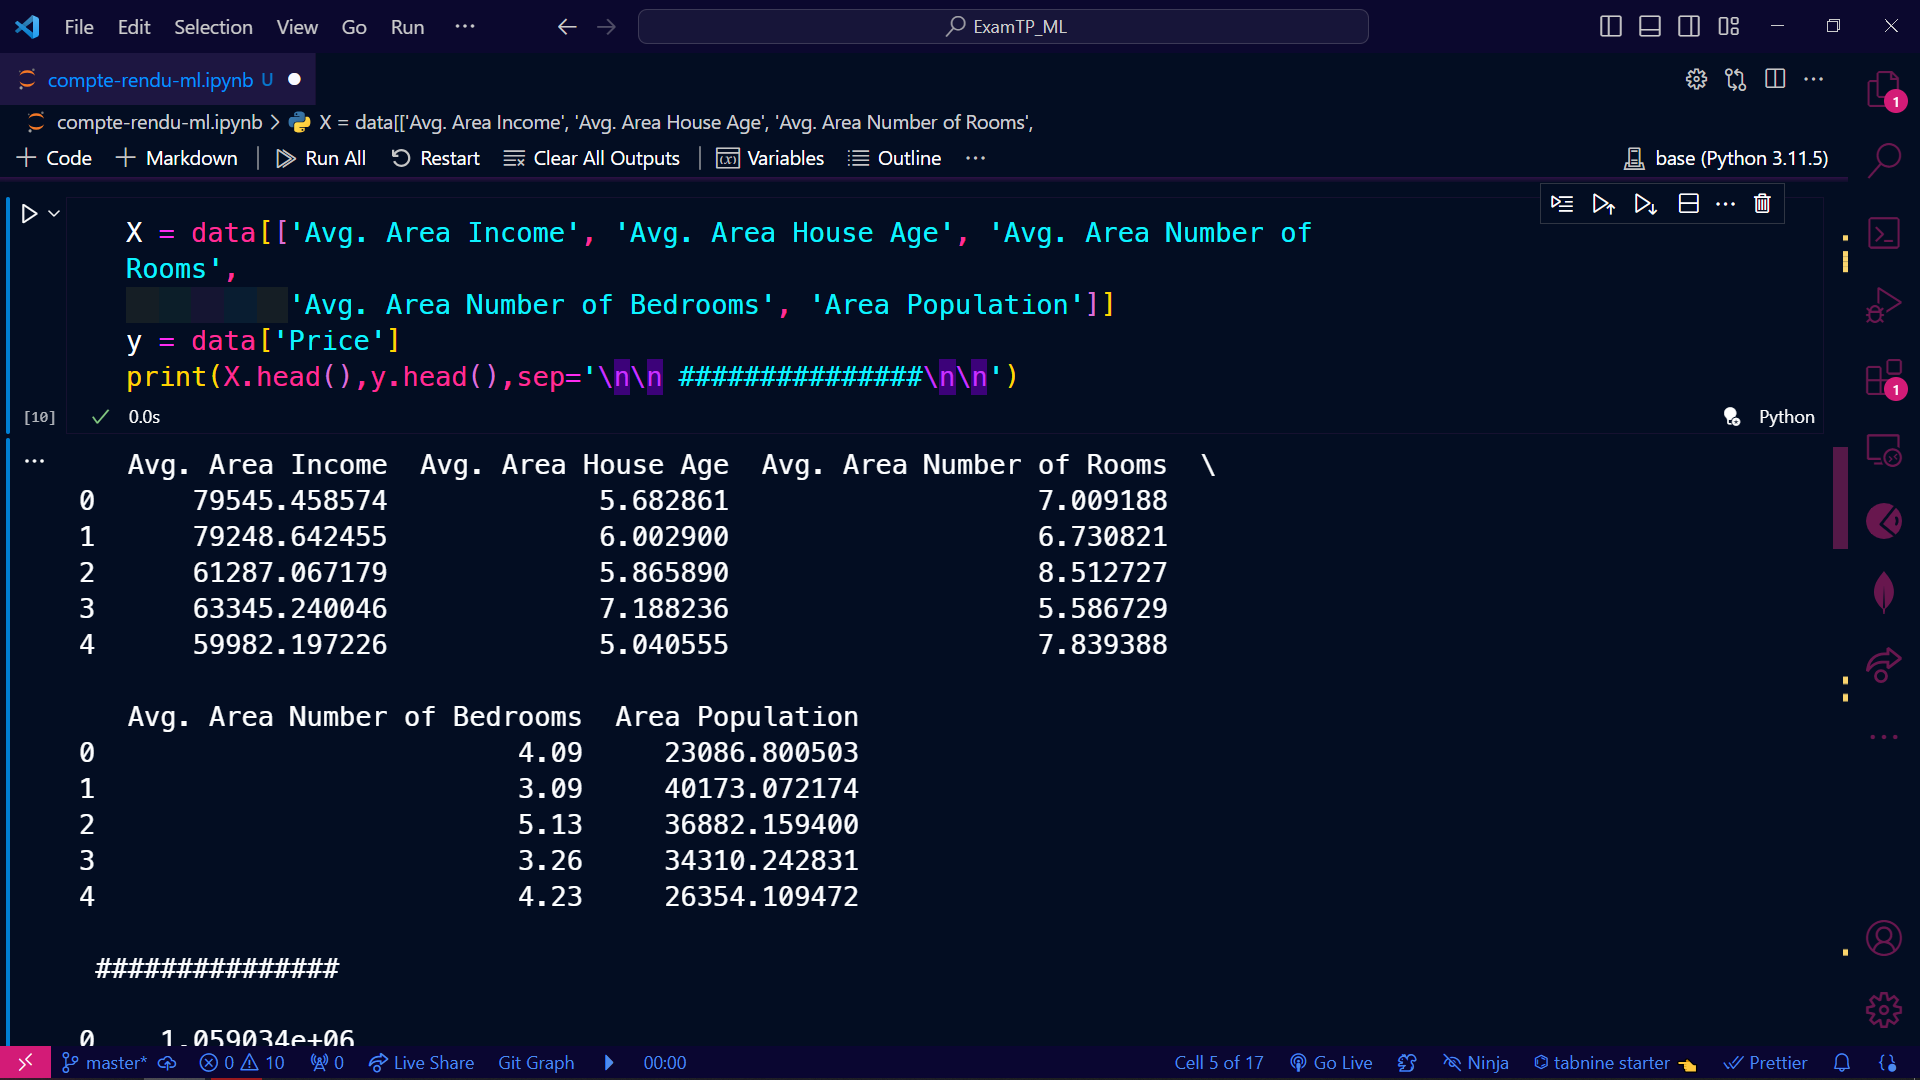 File Edit Selection View Go Run ··· ExamTP_ML
compte-rendu-ml.ipynb U
compte-rendu-ml.ipynb > X = data[['Avg. Area Income', 'Avg. Area House Age', 'Avg. Area Number of Rooms',
Code Markdown Run All Restart Clear All Outputs Variables Outline ··· base (Python 3.11.5)
X = data[['Avg. Area Income', 'Avg. Area House Age', 'Avg. Area Number of
Rooms',
'Avg. Area Number of Bedrooms', 'Area Population']]
y = data['Price']
print(X.head(),y.head(),sep='\n\n ###############\n\n')
[10] 0.0s Python
Avg. Area Income Avg. Area House Age Avg. Area Number of Rooms \
0 79545.458574 5.682861 7.009188
1 79248.642455 6.002900 6.730821
2 61287.067179 5.865890 8.512727
3 63345.240046 7.188236 5.586729
4 59982.197226 5.040555 7.839388
Avg. Area Number of Bedrooms Area Population
0 4.09 23086.800503
1 3.09 40173.072174
2 5.13 36882.159400
3 3.26 34310.242831
4 4.23 26354.109472
###############
0 1.059034e+06
master* 0 10 0 Live Share Git Graph 00:00 Cell 5 of 17 Go Live Ninja tabnine starter Prettier
1
1